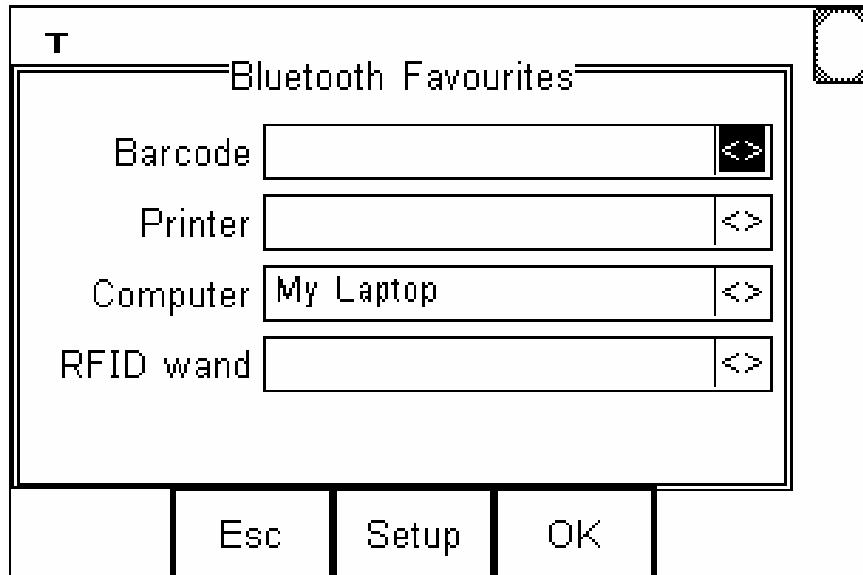 T
Bluetooth Favourites
Barcode <>
Printer <>
Computer My Laptop <>
RFID wand <>
Esc Setup OK